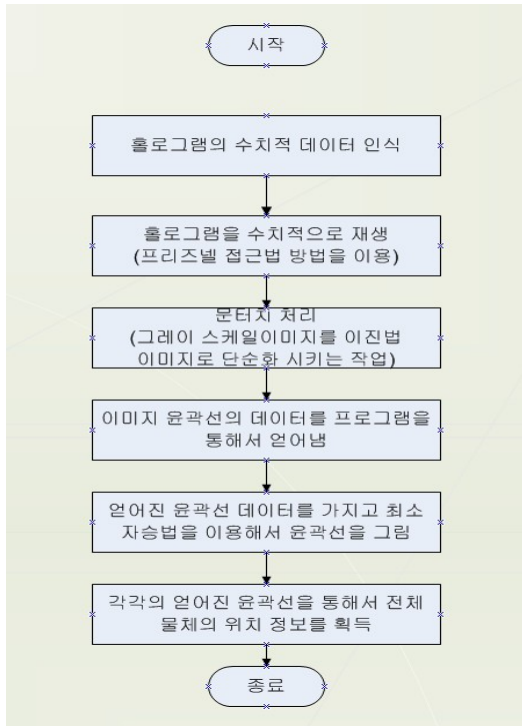 시작
홀로그램의 수치적 데이터 인식
홀로그램을 수치적으로 재생
(프리즈넬 접근법 방법을 이용)
문터치 처리
(그레이 스케일이미지를 이진법
이미지로 단순화 시키는 작업)
이미지 윤곽선의 데이터를 프로그램을
통해서 얻어냄
얻어진 윤곽선 데이터를 가지고 최소
자승법을 이용해서 윤곽선을 그림
각각의 얻어진 윤곽선을 통해서 전체
물체의 위치 정보를 획득
종료